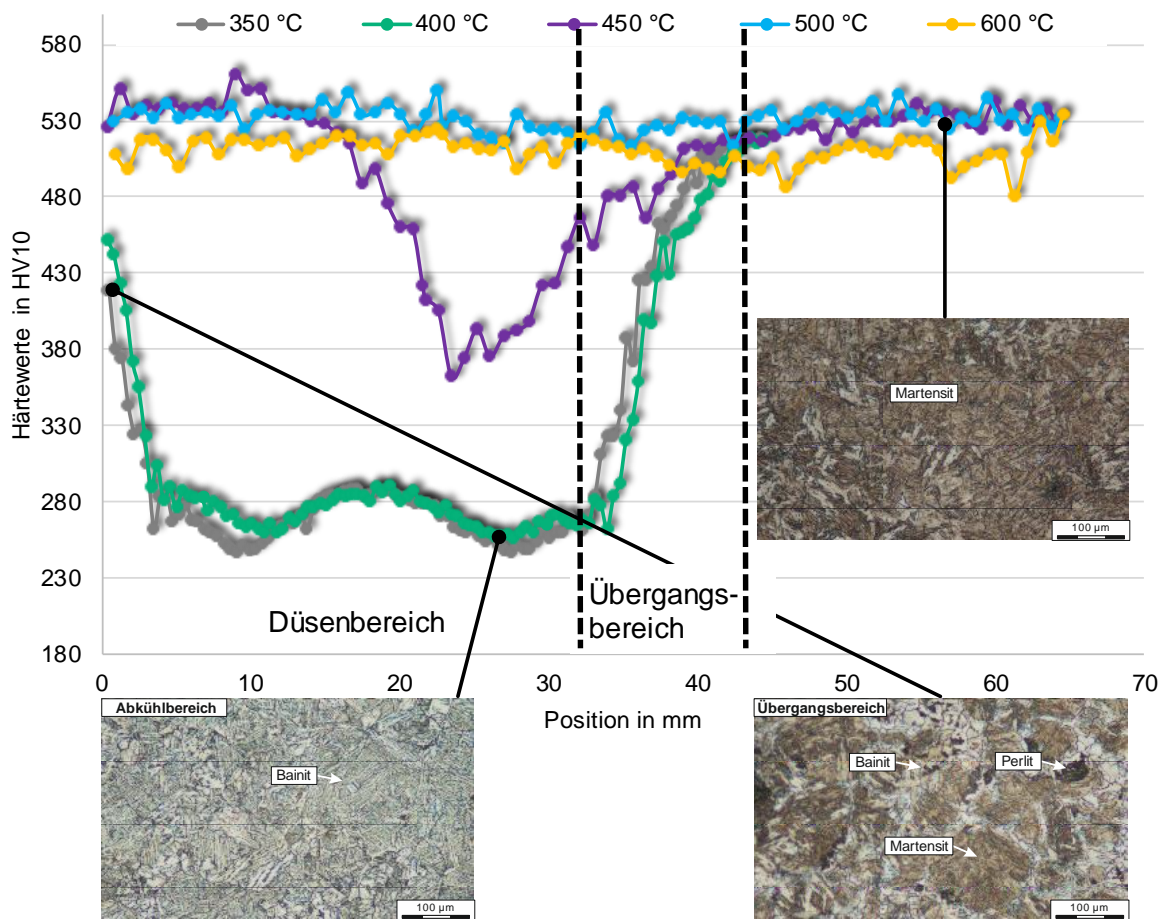 350 °C 400 °C 450 °C 500 °C 600 °C
580
530
480
430
380
330
280
230
180
Härtewerte in HV10
Martensit
100 µm
Düsenbereich
Übergangs-
bereich
0 10 20 30 40 50 60 70
Position in mm
Abkühlbereich
Bainit
100 µm
Übergangsbereich
Bainit
Perlit
Martensit
100 µm